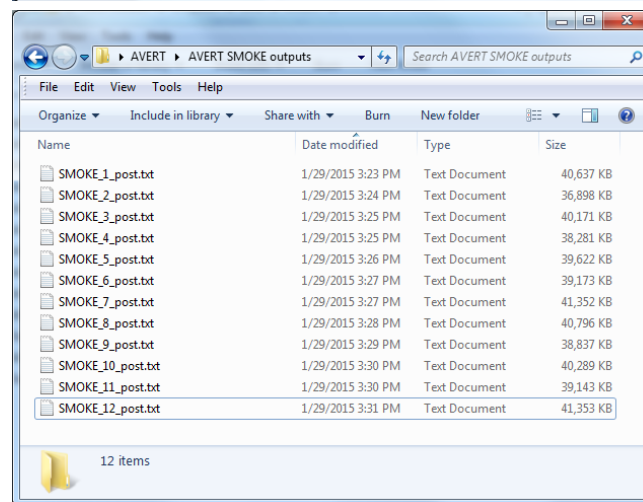 AVERT ▸ AVERT SMOKE outputs Search AVERT SMOKE outputs
File Edit View Tools Help
Organize Include in library Share with Burn New folder
Name Date modified Type Size
SMOKE_1_post.txt 1/29/2015 3:23 PM Text Document 40,637 KB
SMOKE_2_post.txt 1/29/2015 3:24 PM Text Document 36,898 KB
SMOKE_3_post.txt 1/29/2015 3:25 PM Text Document 40,171 KB
SMOKE_4_post.txt 1/29/2015 3:25 PM Text Document 38,281 KB
SMOKE_5_post.txt 1/29/2015 3:26 PM Text Document 39,622 KB
SMOKE_6_post.txt 1/29/2015 3:27 PM Text Document 39,173 KB
SMOKE_7_post.txt 1/29/2015 3:27 PM Text Document 41,352 KB
SMOKE_8_post.txt 1/29/2015 3:28 PM Text Document 40,796 KB
SMOKE_9_post.txt 1/29/2015 3:29 PM Text Document 38,837 KB
SMOKE_10_post.txt 1/29/2015 3:30 PM Text Document 40,289 KB
SMOKE_11_post.txt 1/29/2015 3:30 PM Text Document 39,143 KB
SMOKE_12_post.txt 1/29/2015 3:31 PM Text Document 41,353 KB
12 items